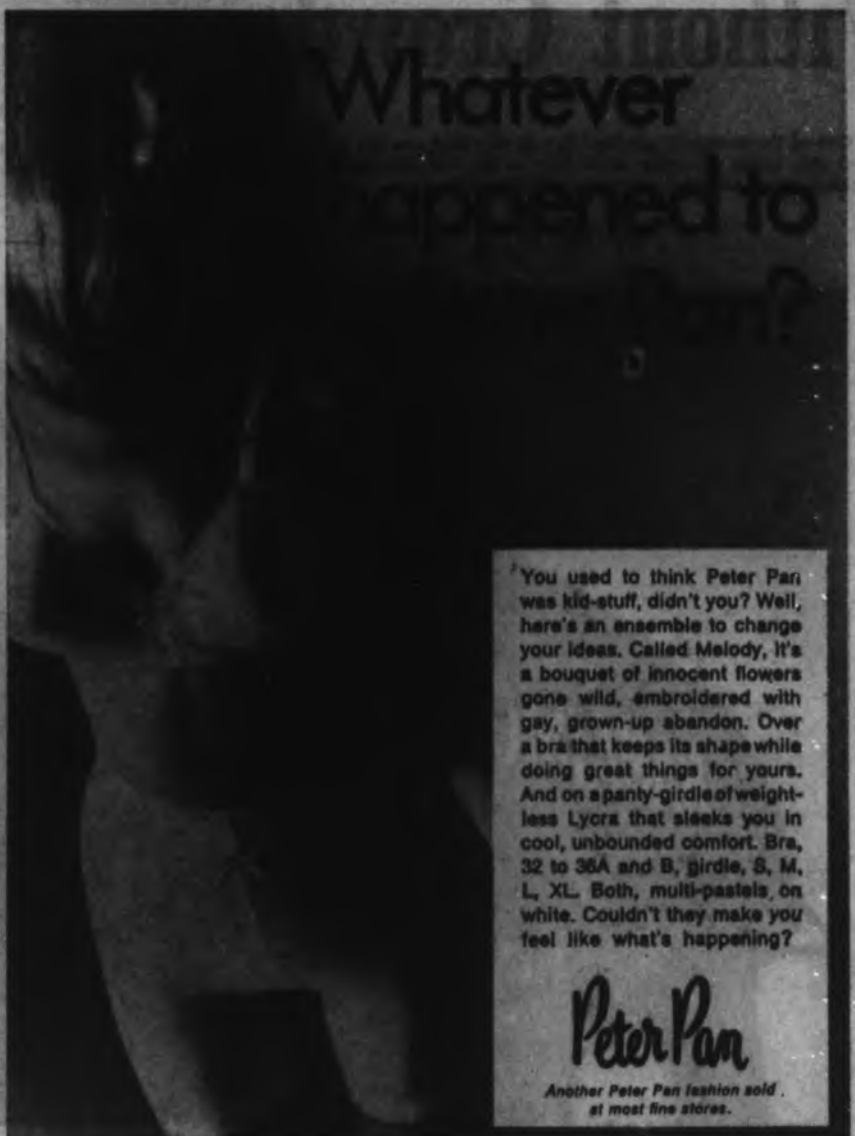 Whatever
happened to
Peter Pan?
You used to think Peter Pan
was kid-stuff, didn't you? Well,
here's an ensemble to change
your ideas. Called Melody, it's
a bouquet of innocent flowers
gone wild, embroidered with
gay, grown-up abandon. Over
a bra that keeps its shape while
doing great things for yours.
And on a panty-girdle of weight-
less Lycra that sleeks you in
cool, unbounded comfort. Bra,
32 to 36A and B, girdle, S, M,
L, XL. Both, multi-pastels on
white. Couldn't they make you
feel like what's happening?
Peter Pan
Another Peter Pan fashion sold
at most fine stores.